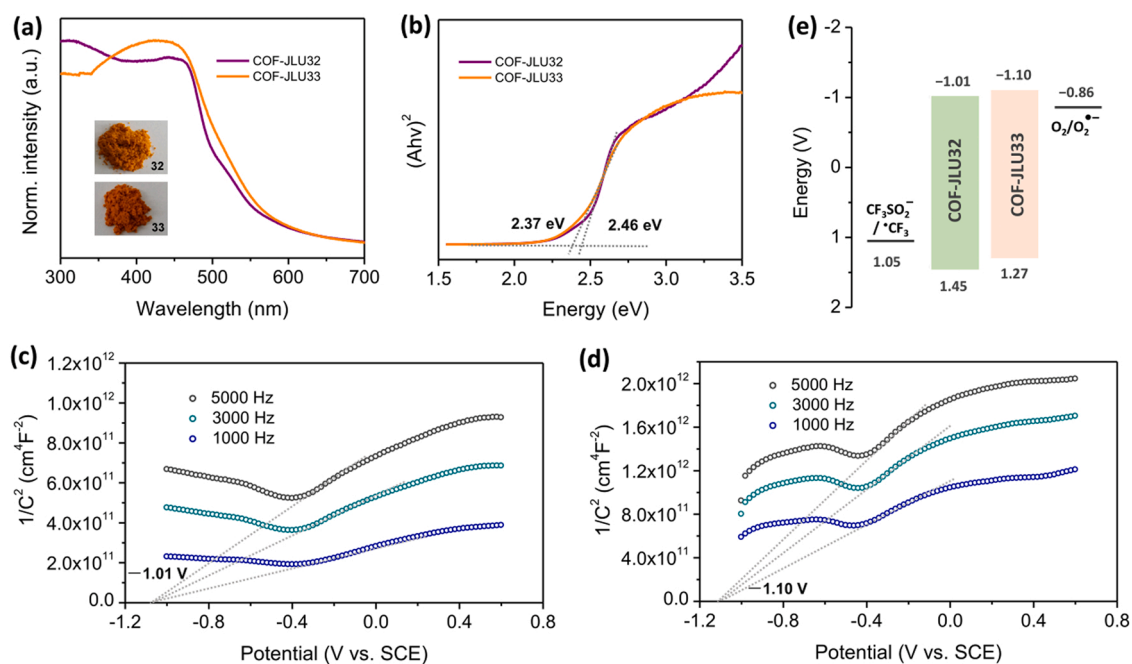 (a)
Norm. intensity (a.u.)
COF-JLU32
COF-JLU33
32
33
300 400 500 600 700
Wavelength (nm)
(b)
(Ahv)²
COF-JLU32
COF-JLU33
2.37 eV
2.46 eV
1.5 2.0 2.5 3.0 3.5
Energy (eV)
(e)
Energy (V)
-2
-1
0
1
2
CF₃SO₂⁻
/ •CF₃
1.05
−1.01
COF-JLU32
1.45
−1.10
COF-JLU33
1.27
−0.86
O₂/O₂•−
(c)
1/C² (cm⁴F⁻²)
1.2x10¹²
1.0x10¹²
8.0x10¹¹
6.0x10¹¹
4.0x10¹¹
2.0x10¹¹
0.0
5000 Hz
3000 Hz
1000 Hz
—1.01 V
-1.2 -0.8 -0.4 0.0 0.4 0.8
Potential (V vs. SCE)
(d)
1/C² (cm⁴F⁻²)
2.0x10¹²
1.6x10¹²
1.2x10¹²
8.0x10¹¹
4.0x10¹¹
0.0
5000 Hz
3000 Hz
1000 Hz
—1.10 V
-1.2 -0.8 -0.4 0.0 0.4 0.8
Potential (V vs. SCE)